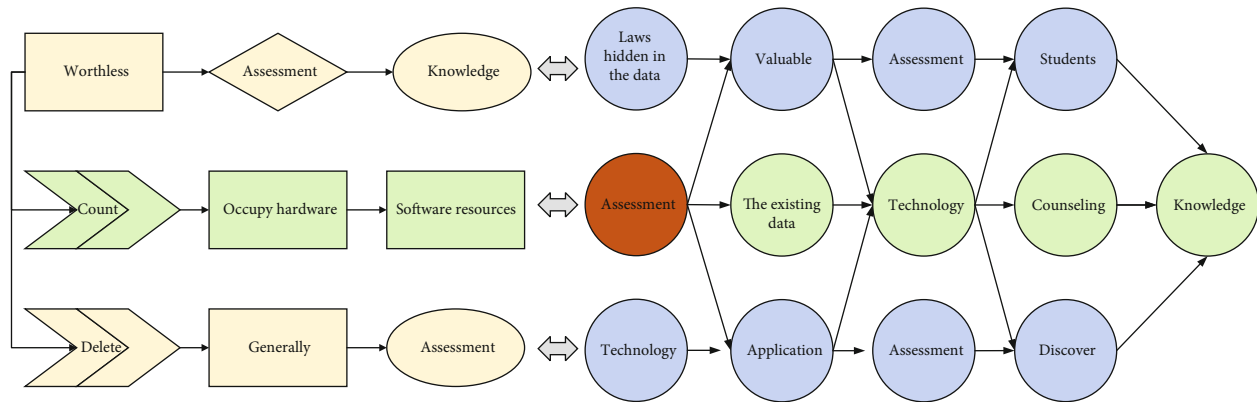 Worthless
Assessment
Knowledge
Laws
hidden in
the data
Valuable
Assessment
Students
Count
Occupy hardware
Software resources
Assessment
The existing
data
Technology
Counseling
Knowledge
Delete
Generally
Assessment
Technology
Application
Assessment
Discover